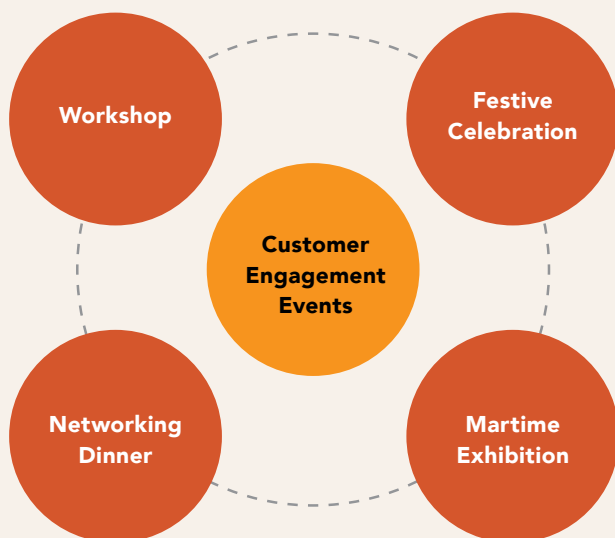 Workshop
Festive
Celebration
Customer
Engagement
Events
Networking
Dinner
Martime
Exhibition